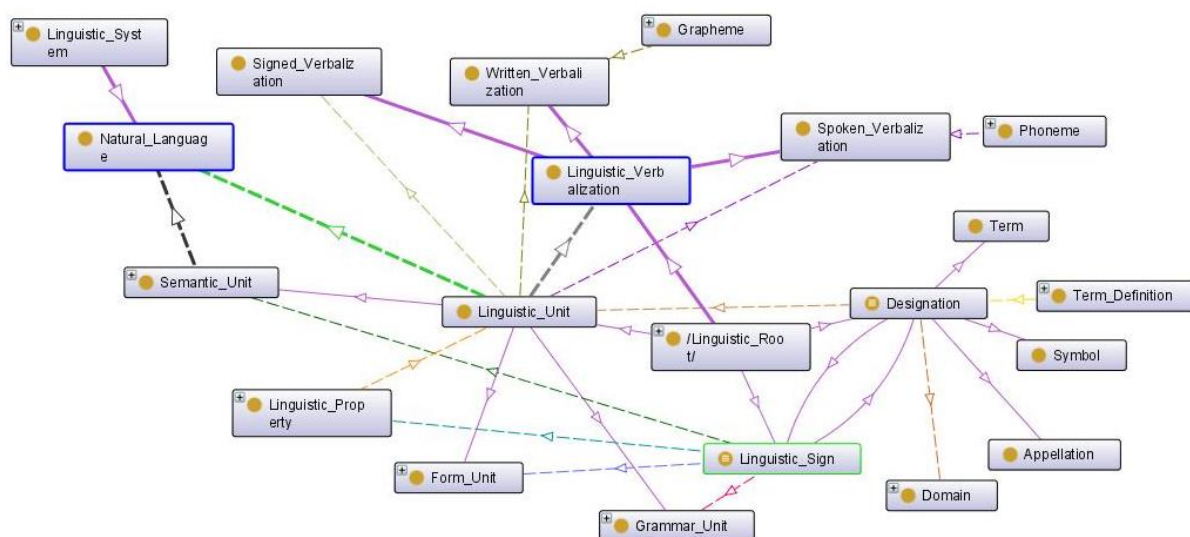 Linguistic_Syst
em
Grapheme
Signed_Verbaliz
ation
Written_Verbali
zation
Natural_Languag
e
Spoken_Verbaliz
ation
Phoneme
Linguistic_Verb
alization
Term
Semantic_Unit
Linguistic_Unit
Designation
Term_Definition
/Linguistic_Roo
t/
Symbol
Linguistic_Prop
erty
Form_Unit
Linguistic_Sign
Appellation
Domain
Grammar_Unit